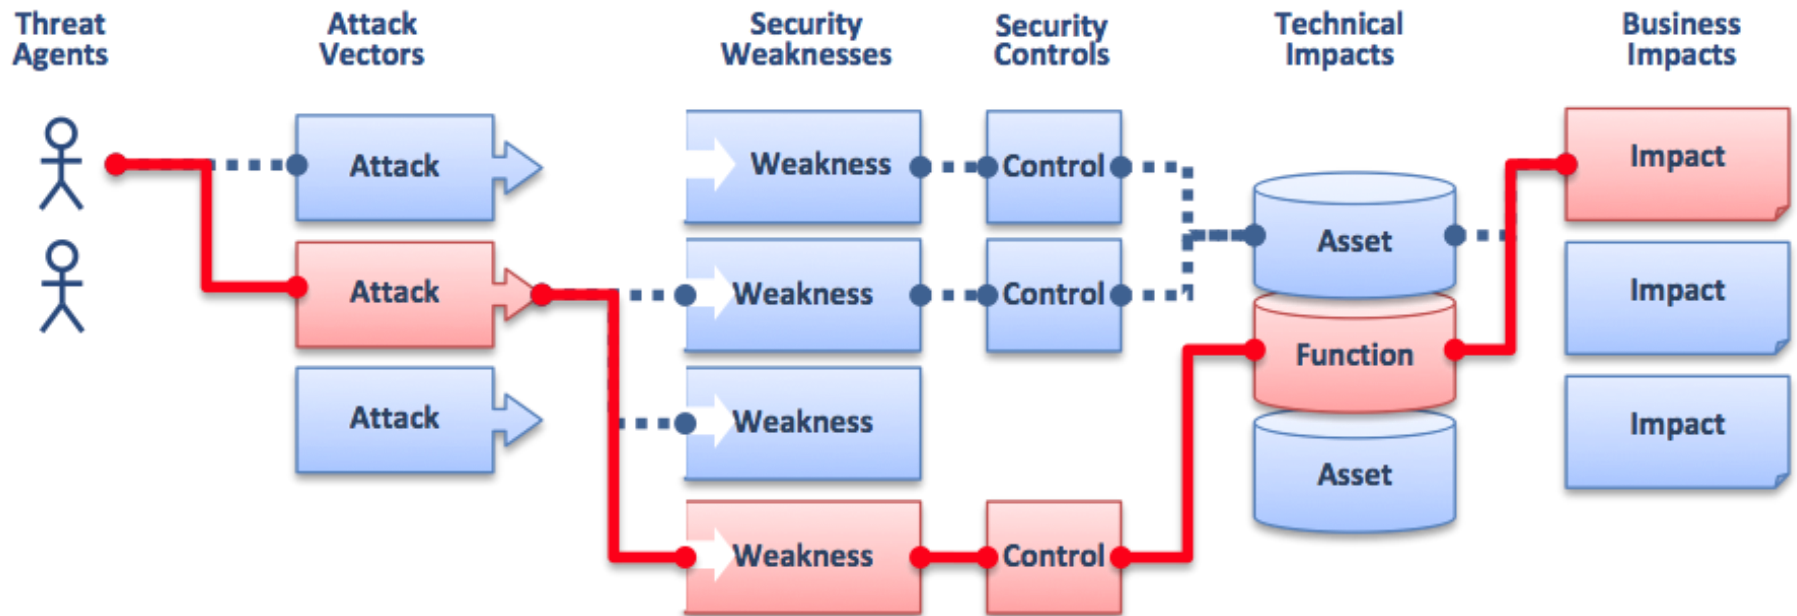 Threat
Agents
Attack
Vectors
Security
Weaknesses
Security
Controls
Technical
Impacts
Business
Impacts
Attack
Weakness
Control
Impact
Asset
Attack
Weakness
Control
Impact
Function
Attack
Weakness
Impact
Asset
Weakness
Control